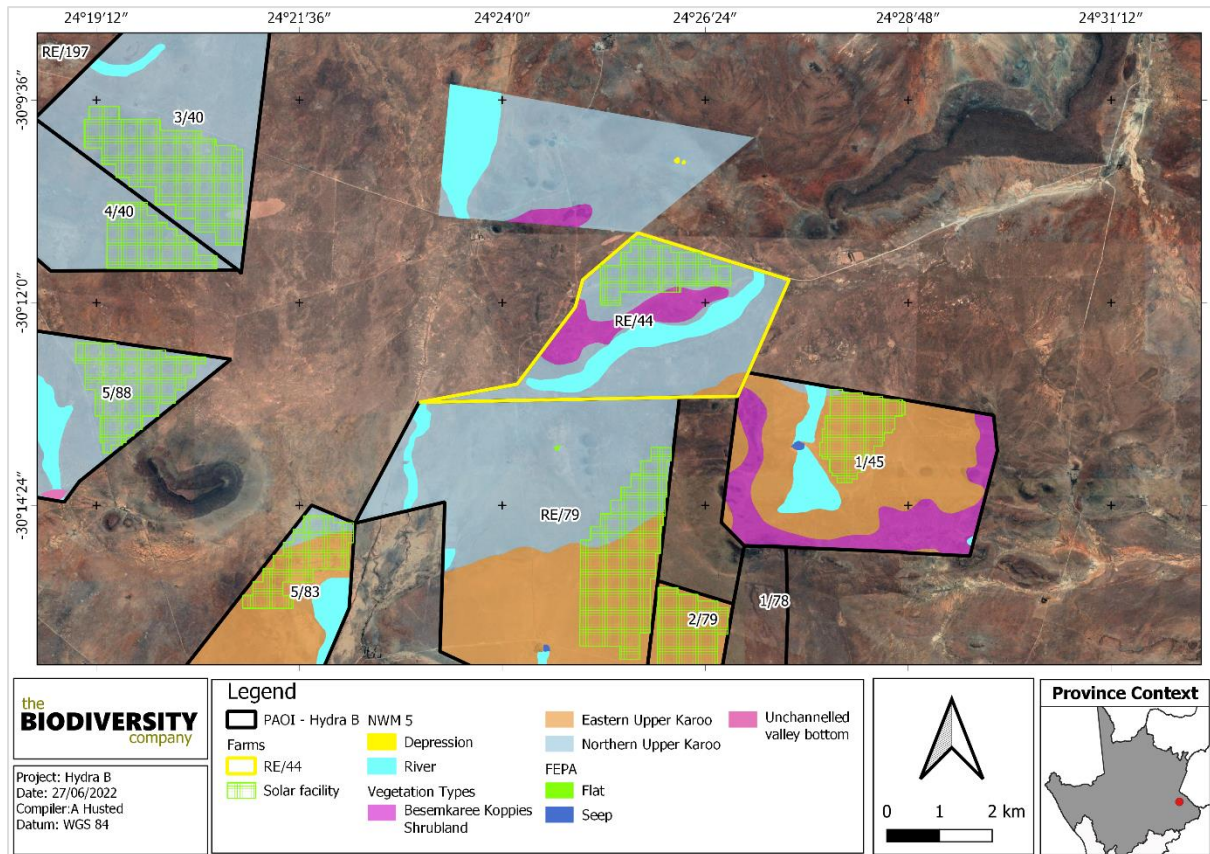 24°19′12″ 24°21′36″ 24°24′0″ 24°26′24″ 24°28′48″ 24°31′12″
-30°9′36″
-30°12′0″
-30°14′24″
RE/197
3/40
4/40
RE/44
5/88
1/45
RE/79
5/83
2/79
1/78
the
BIODIVERSITY
company
Project: Hydra B
Date: 27/06/2022
Compiler:A Husted
Datum: WGS 84
Legend
PAOI - Hydra B
Farms
RE/44
Solar facility
NWM 5
Depression
River
Vegetation Types
Besemkaree Koppies
Shrubland
Eastern Upper Karoo
Northern Upper Karoo
FEPA
Flat
Seep
Unchannelled
valley bottom
0 1 2 km
Province Context